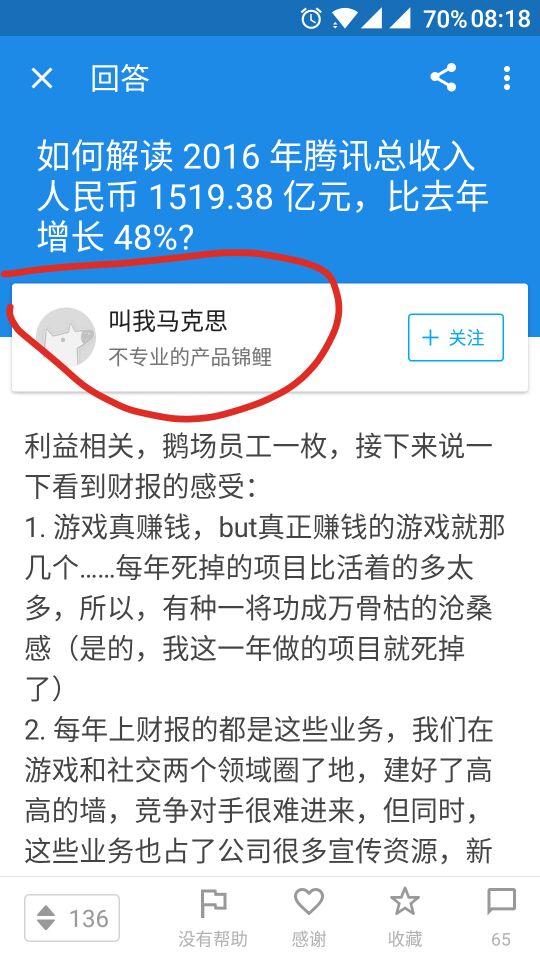 70% 08:18
回答
如何解读 2016 年腾讯总收入
人民币 1519.38 亿元，比去年
增长 48%?
叫我马克思
不专业的产品锦鲤
+ 关注
利益相关，鹅场员工一枚，接下来说一
下看到财报的感受：
1. 游戏真赚钱，but真正赚钱的游戏就那
几个……每年死掉的项目比活着的多太
多，所以，有种一将功成万骨枯的沧桑
感（是的，我这一年做的项目就死掉
了）
2. 每年上财报的都是这些业务，我们在
游戏和社交两个领域圈了地，建好了高
高的墙，竞争对手很难进来，但同时，
这些业务也占了公司很多宣传资源，新
136
没有帮助
感谢
收藏
65